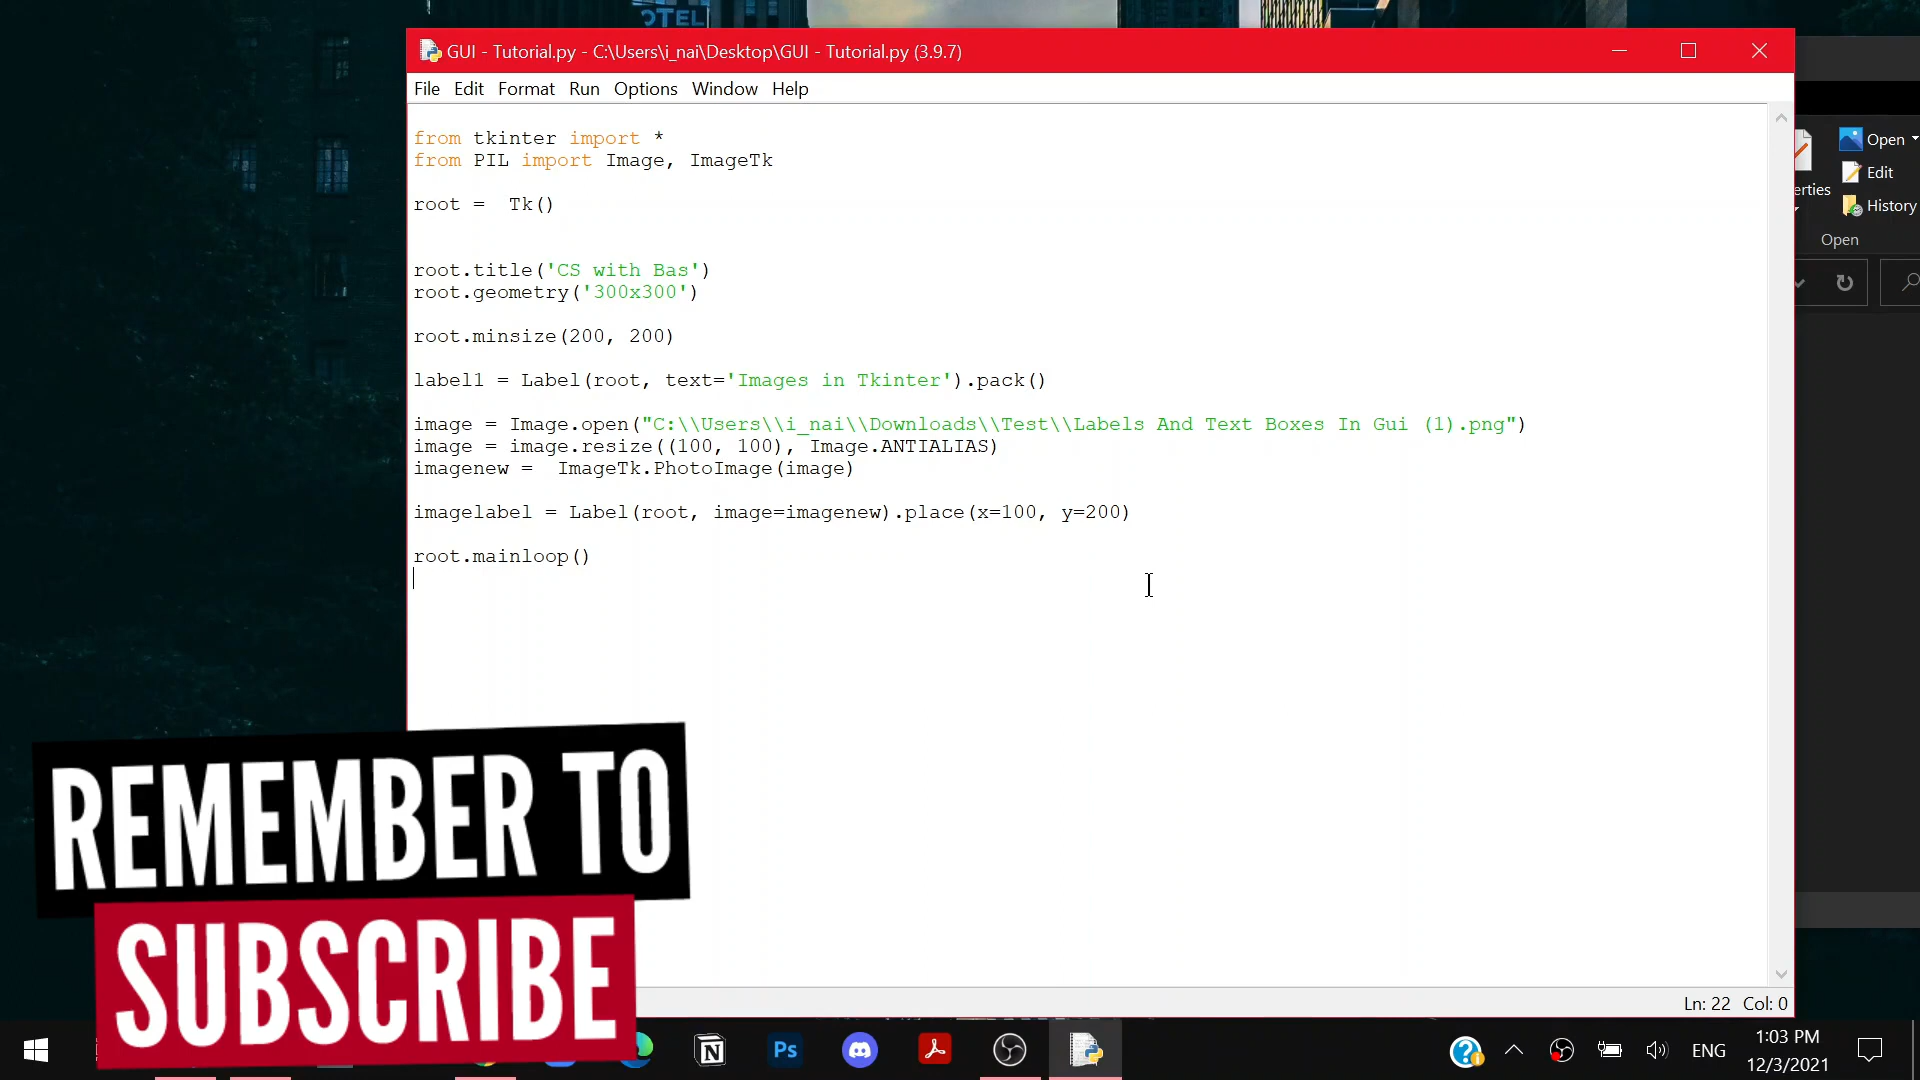 OTEL
GUI - Tutorial.py - C:\Users\i_nai\Desktop\GUI - Tutorial.py (3.9.7)
File Edit Format Run Options Window Help
from tkinter import *
from PIL import Image, ImageTk
root =  Tk()
root.title('CS with Bas')
root.geometry('300x300')
root.minsize(200, 200)
label1 = Label(root, text='Images in Tkinter').pack()
image = Image.open("C:\\Users\\i_nai\\Downloads\\Test\\Labels And Text Boxes In Gui (1).png")
image = image.resize((100, 100), Image.ANTIALIAS)
imagenew =  ImageTk.PhotoImage(image)
imagelabel = Label(root, image=imagenew).place(x=100, y=200)
root.mainloop()
Open
Edit
erties
History
Open
REMEMBER TO
SUBSCRIBE
Ln: 22 Col: 0
Ps
ENG
1:03 PM
12/3/2021